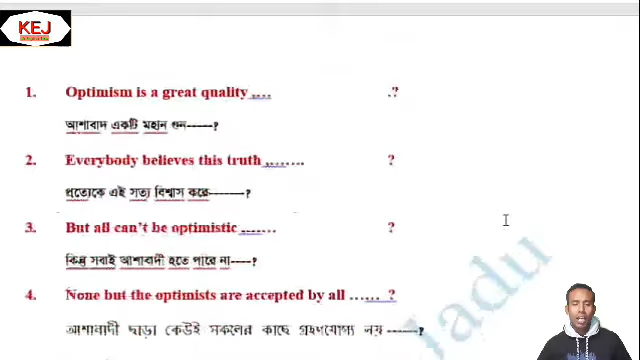 KEJ
1. Optimism is a great quality ,... .?
আশাবাদ একটি মহান গুন-----?
2. Everybody believes this truth ,....... ?
প্রত্যেকে এই সত্য বিশ্বাস করে-------?
3. But all can't be optimistic ....... ?
কিন্তু সবাই আশাবাদী হতে পারে না----?
4. None but the optimists are accepted by all ...... ?
আশাবাদী ছাড়া কেউই সকলের কাছে গ্রহণযোগ্য নয় -----?